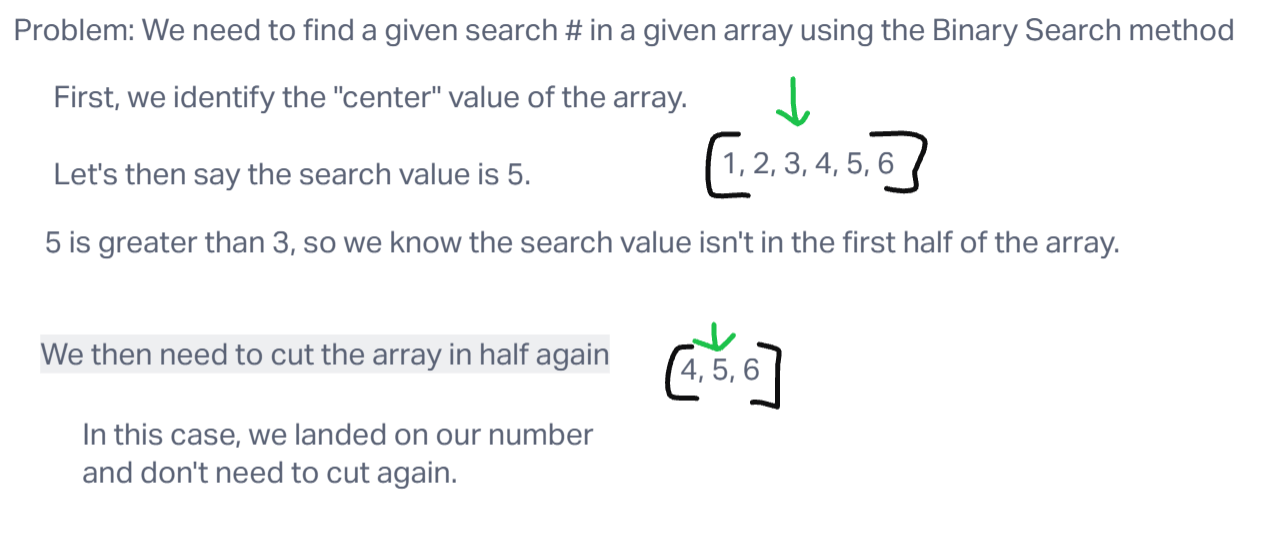 Problem: We need to find a given search # in a given array using the Binary Search method
First, we identify the "center" value of the array.
[1, 2, 3, 4, 5, 6]
Let's then say the search value is 5.
5 is greater than 3, so we know the search value isn't in the first half of the array.
We then need to cut the array in half again
[4, 5, 6]
In this case, we landed on our number
and don't need to cut again.